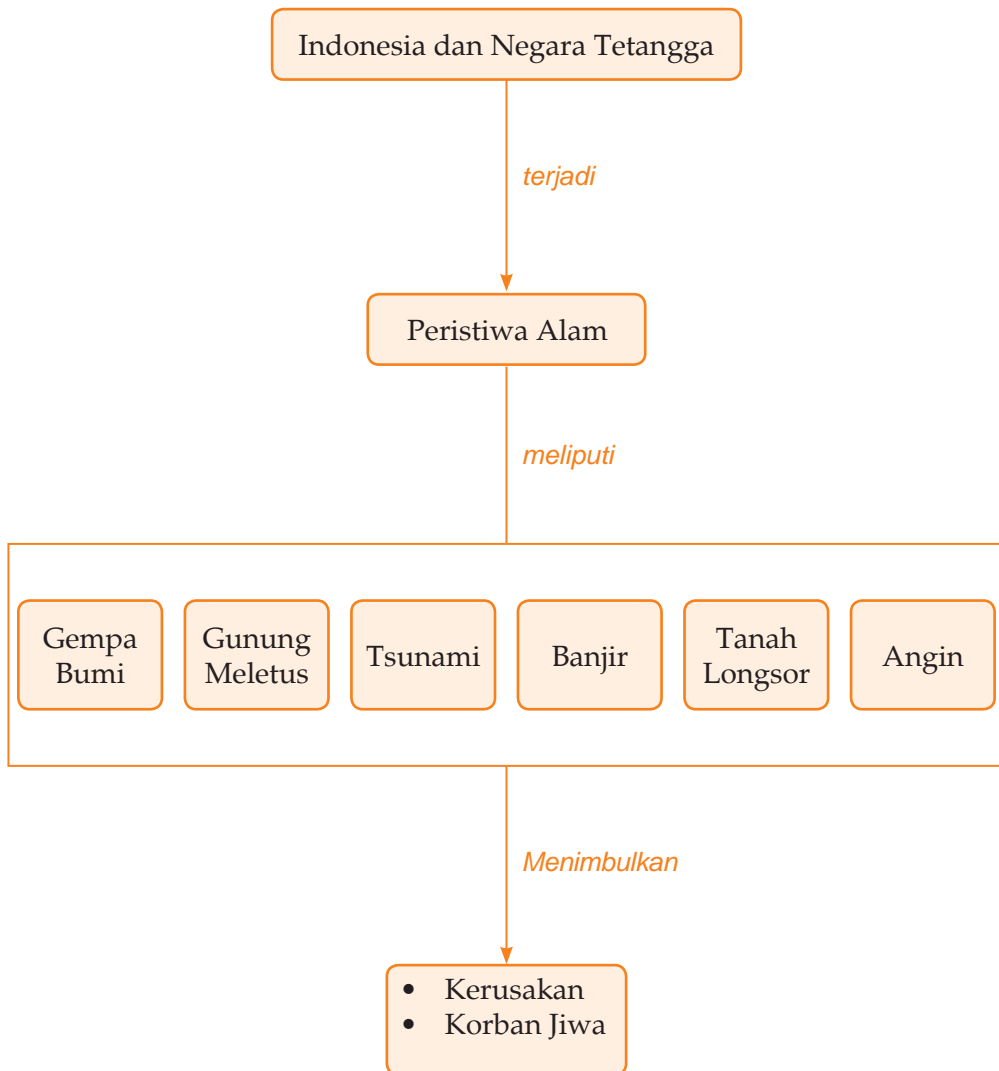 Indonesia dan Negara Tetangga
terjadi
Peristiwa Alam
meliputi
Gempa
Bumi
Gunung
Meletus
Tsunami
Banjir
Tanah
Longsor
Angin
Menimbulkan
• Kerusakan
• Korban Jiwa